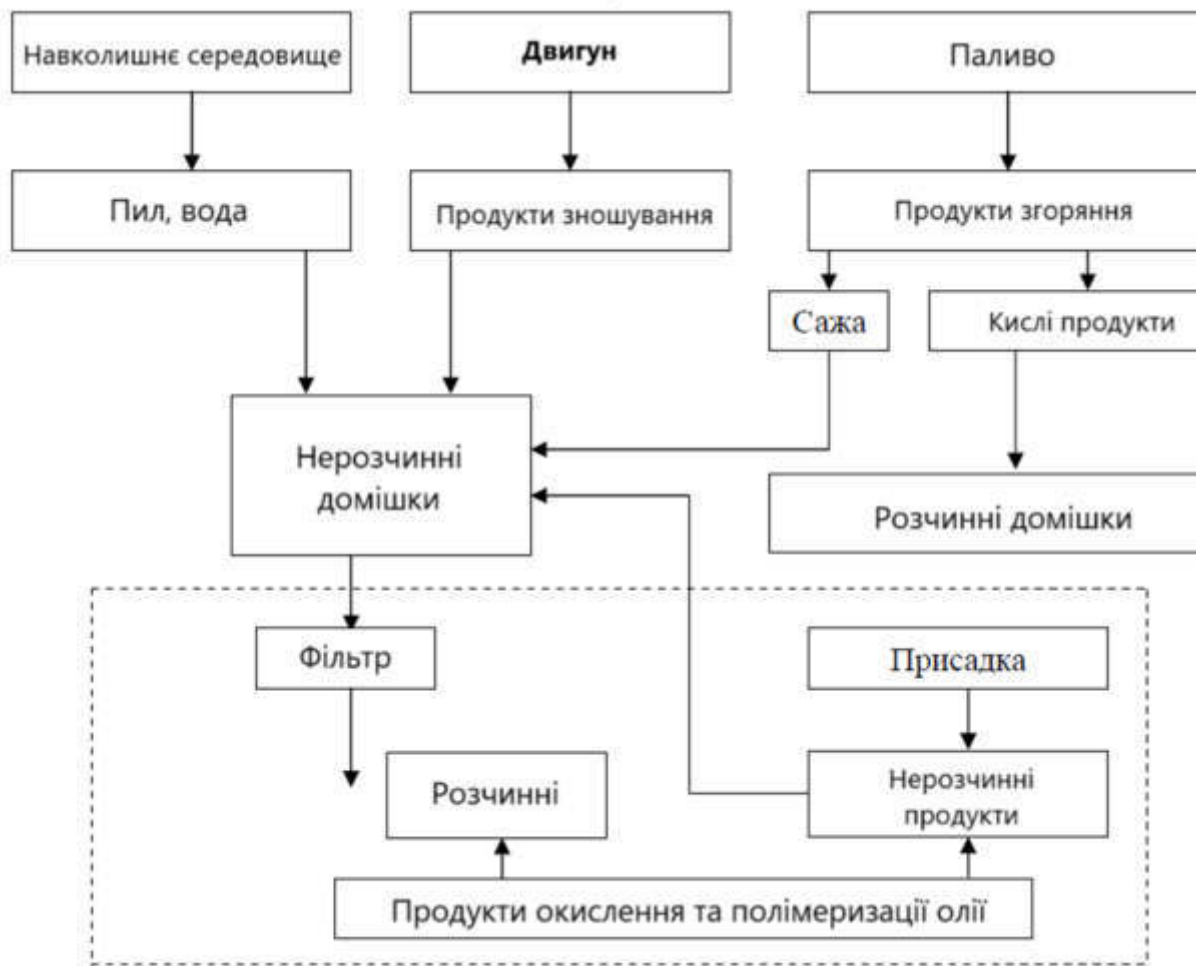 Навколишнє середовище
Двигун
Паливо
Пил, вода
Продукти зношування
Продукти згоряння
Сажа
Кислі продукти
Нерозчинні
домішки
Розчинні домішки
Фільтр
Присадка
Розчинні
Нерозчинні
продукти
Продукти окислення та полімеризації олії